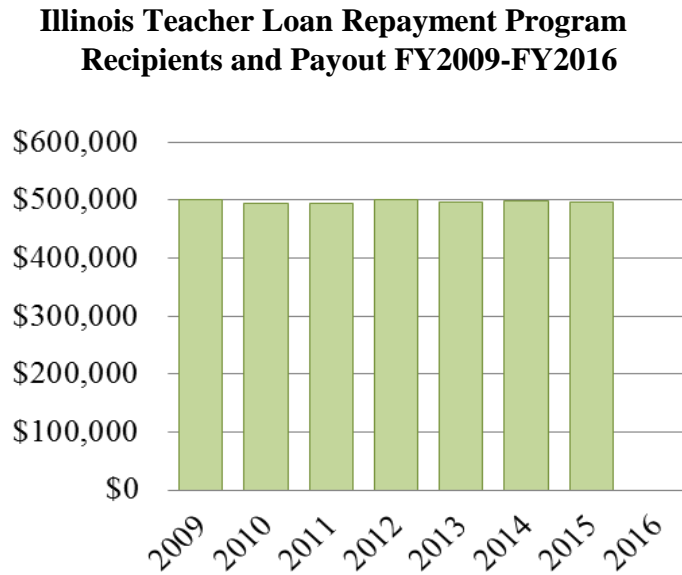 Illinois Teacher Loan Repayment Program
Recipients and Payout FY2009-FY2016
$600,000
$500,000
$400,000
$300,000
$200,000
$100,000
$0
2009 2010 2011 2012 2013 2014 2015 2016